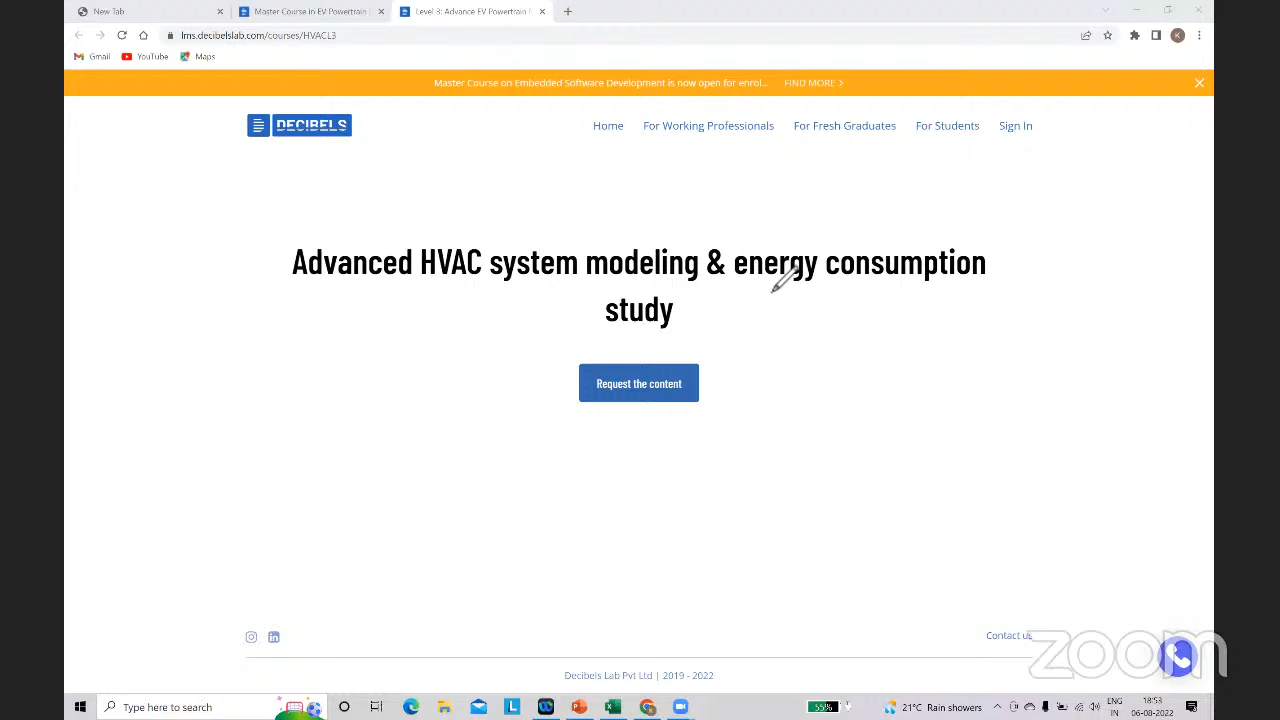 New Tab
Master Course in EV Powertrain
Level 3: Advance EV Powertrain
lms.decibelslab.com/courses/HVACL3
K
Gmail
YouTube
Maps
Master Course on Embedded Software Development is now open for enrol... FIND MORE >
DECIBELS
Home
For Working Professionals
For Fresh Graduates
For Students
Sign In
Advanced HVAC system modeling & energy consumption
study
Request the content
Contact us
zoom
Decibels Lab Pvt Ltd | 2019 - 2022
Type here to search
55%
21°C Rain showers
ENG
IN
18:53
06-08-2022